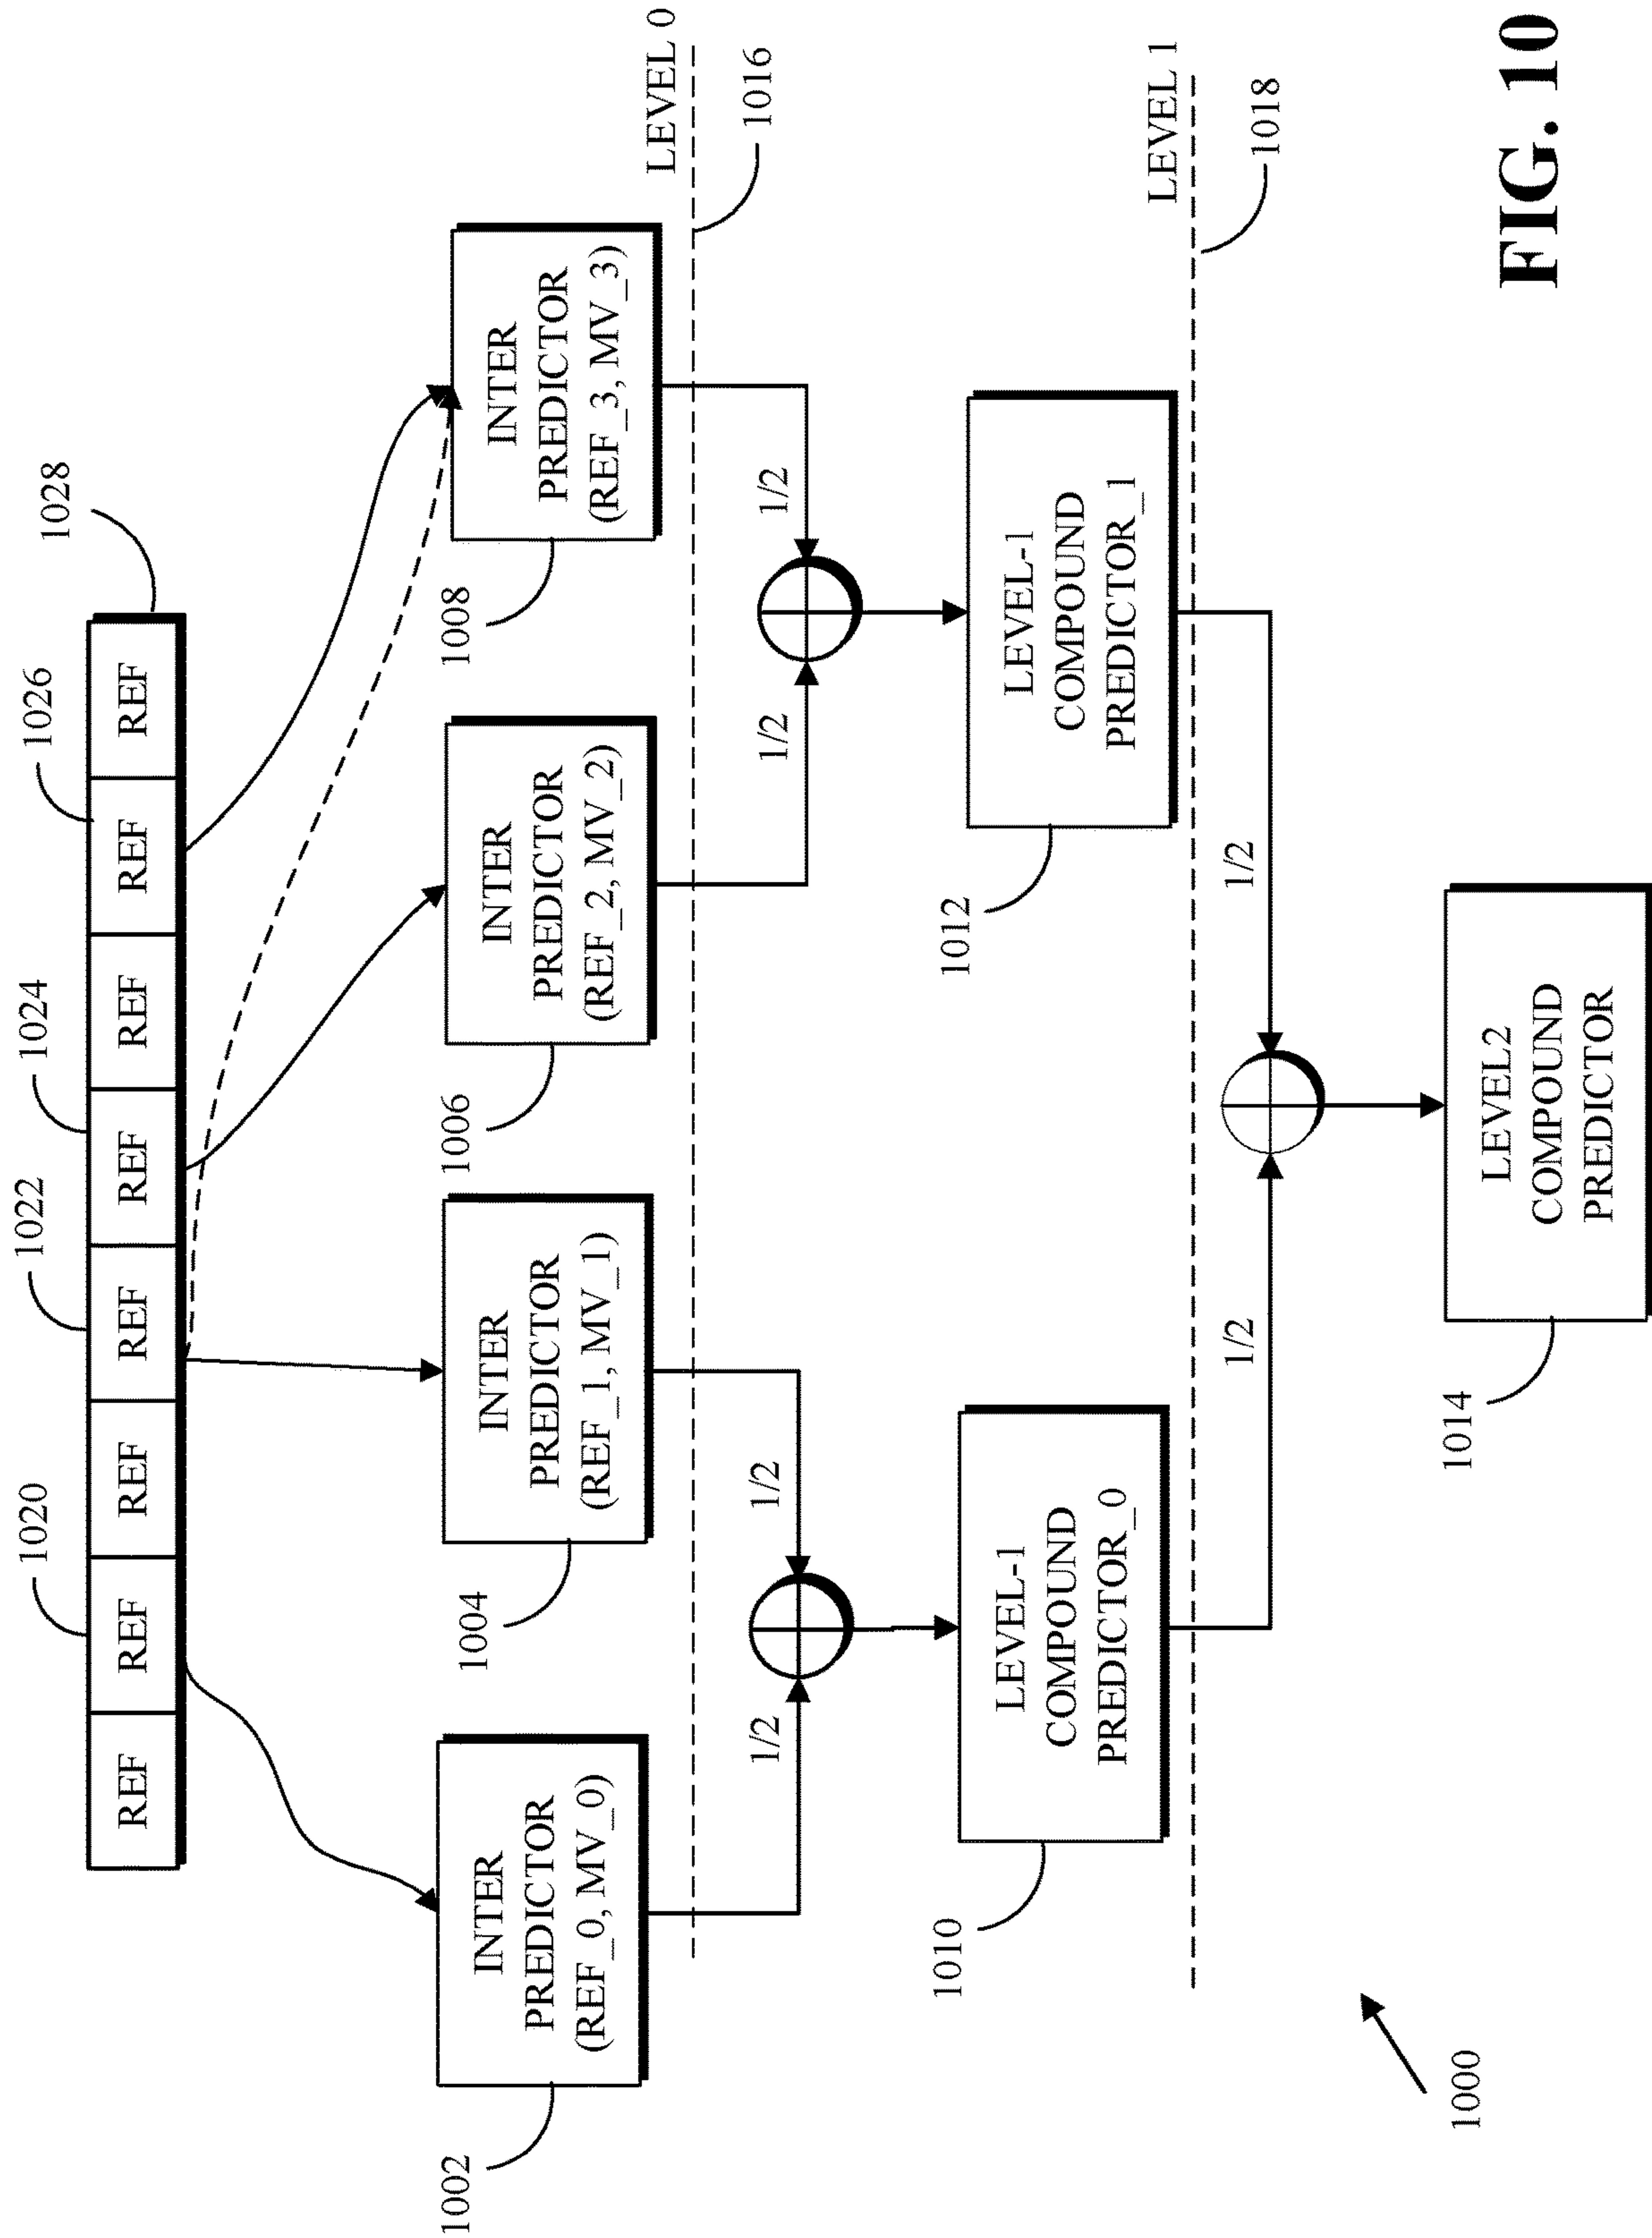 1020
1022
1024
1026
1028
REF
REF
REF
REF
REF
REF
REF
REF
INTER
PREDICTOR
(REF_0, MV_0)
1002
INTER
PREDICTOR
(REF_1, MV_1)
1004
INTER
PREDICTOR
(REF_2, MV_2)
1006
INTER
PREDICTOR
(REF_3, MV_3)
1008
LEVEL 0
1016
1/2
1/2
1/2
1/2
LEVEL-1
COMPOUND
PREDICTOR_0
1010
LEVEL-1
COMPOUND
PREDICTOR_1
1012
LEVEL 1
1018
1/2
1/2
LEVEL2
COMPOUND
PREDICTOR
1014
1000
FIG. 10